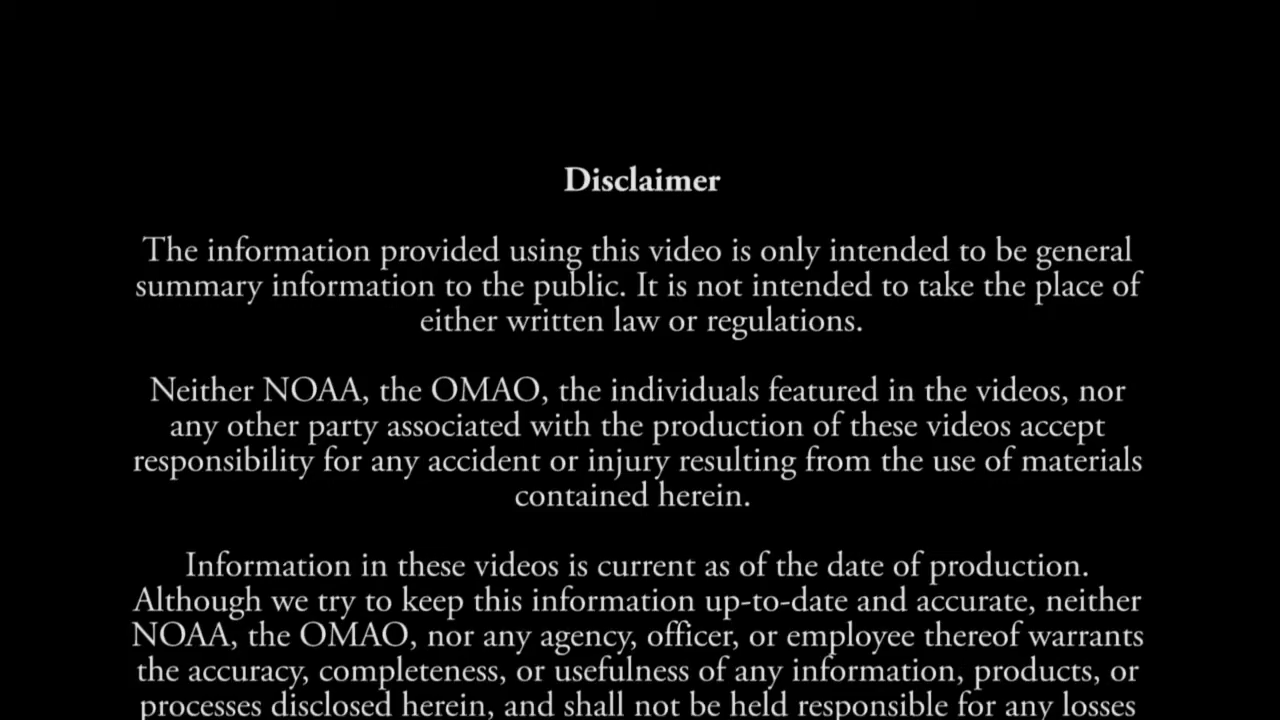 Disclaimer
The information provided using this video is only intended to be general
summary information to the public. It is not intended to take the place of
either written law or regulations.
Neither NOAA, the OMAO, the individuals featured in the videos, nor
any other party associated with the production of these videos accept
responsibility for any accident or injury resulting from the use of materials
contained herein.
Information in these videos is current as of the date of production.
Although we try to keep this information up-to-date and accurate, neither
NOAA, the OMAO, nor any agency, officer, or employee thereof warrants
the accuracy, completeness, or usefulness of any information, products, or
processes disclosed herein, and shall not be held responsible for any losses